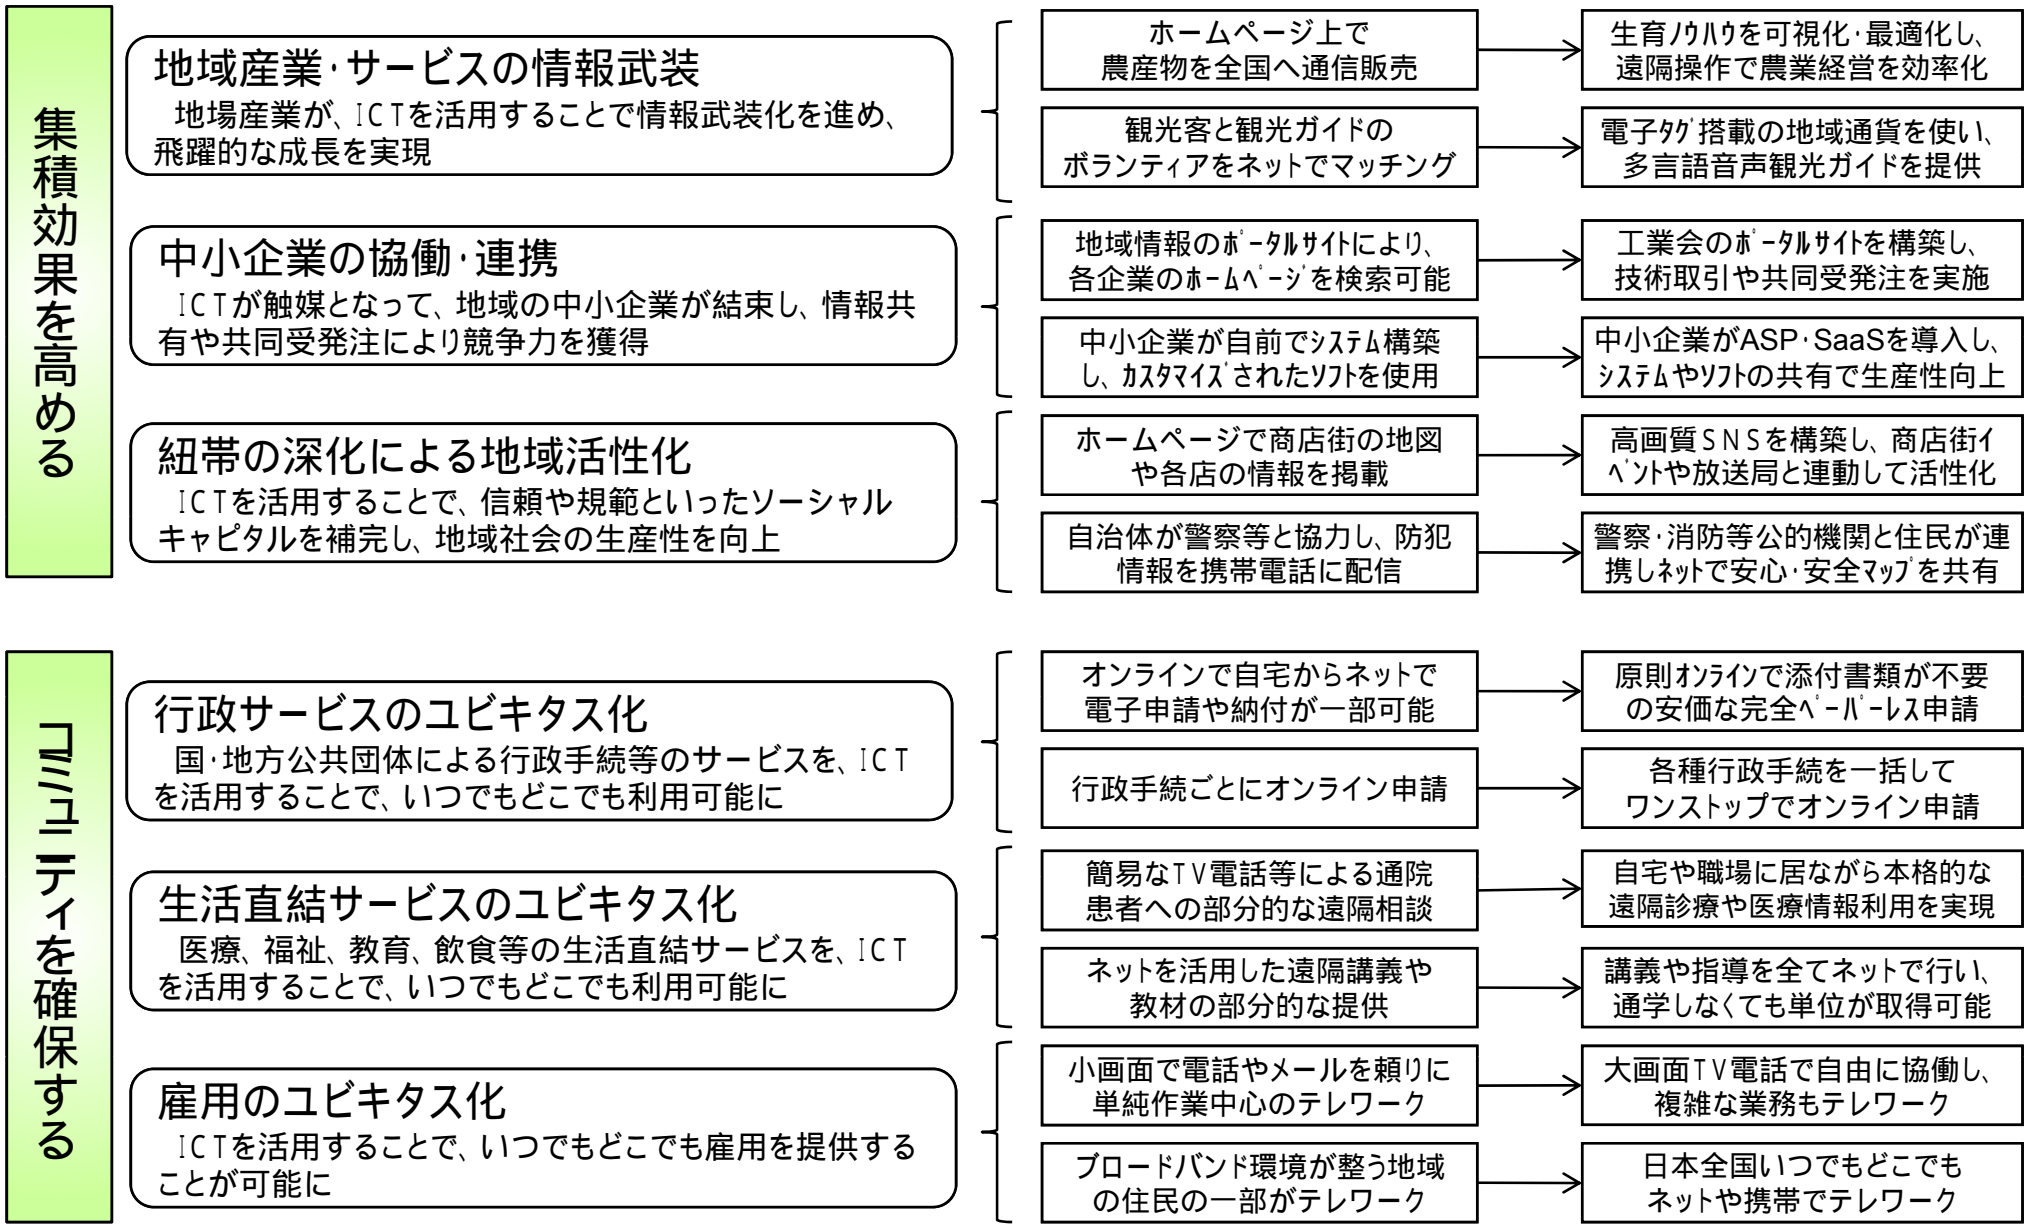 集積効果を高める
地域産業・サービスの情報武装
地場産業が、ICTを活用することで情報武装化を進め、
飛躍的な成長を実現
ホームページ上で
農産物を全国へ通信販売
生育ﾉｳﾊｳを可視化・最適化し、
遠隔操作で農業経営を効率化
観光客と観光ガイドの
ボランティアをネットでマッチング
電子ﾀｸﾞ搭載の地域通貨を使い、
多言語音声観光ガイドを提供
中小企業の協働・連携
ICTが触媒となって、地域の中小企業が結束し、情報共
有や共同受発注により競争力を獲得
地域情報のﾎﾟｰﾀﾙｻｲﾄにより、
各企業のﾎｰﾑﾍﾟｰｼﾞを検索可能
工業会のﾎﾟｰﾀﾙｻｲﾄを構築し、
技術取引や共同受発注を実施
中小企業が自前でｼｽﾃﾑ構築
し、ｶｽﾀﾏｲｽﾞされたｿﾌﾄを使用
中小企業がASP・SaaSを導入し、
ｼｽﾃﾑやｿﾌﾄの共有で生産性向上
紐帯の深化による地域活性化
ICTを活用することで、信頼や規範といったソーシャル
キャピタルを補完し、地域社会の生産性を向上
ホームページで商店街の地図
や各店の情報を掲載
高画質SNSを構築し、商店街ｲ
ﾍﾞﾝﾄや放送局と連動して活性化
自治体が警察等と協力し、防犯
情報を携帯電話に配信
警察・消防等公的機関と住民が連
携しﾈｯﾄで安心・安全ﾏｯﾌﾟを共有
コミュニティを確保する
行政サービスのユビキタス化
国・地方公共団体による行政手続等のサービスを、ICT
を活用することで、いつでもどこでも利用可能に
オンラインで自宅からネットで
電子申請や納付が一部可能
原則ｵﾝﾗｲﾝで添付書類が不要
の安価な完全ﾍﾟｰﾊﾟｰﾚｽ申請
行政手続ごとにオンライン申請
各種行政手続を一括して
ワンストップでオンライン申請
生活直結サービスのユビキタス化
医療、福祉、教育、飲食等の生活直結サービスを、ICT
を活用することで、いつでもどこでも利用可能に
簡易なTV電話等による通院
患者への部分的な遠隔相談
自宅や職場に居ながら本格的な
遠隔診療や医療情報利用を実現
ネットを活用した遠隔講義や
教材の部分的な提供
講義や指導を全てネットで行い、
通学しなくても単位が取得可能
雇用のユビキタス化
ICTを活用することで、いつでもどこでも雇用を提供する
ことが可能に
小画面で電話やメールを頼りに
単純作業中心のテレワーク
大画面TV電話で自由に協働し、
複雑な業務もテレワーク
ブロードバンド環境が整う地域
の住民の一部がテレワーク
日本全国いつでもどこでも
ネットや携帯でテレワーク